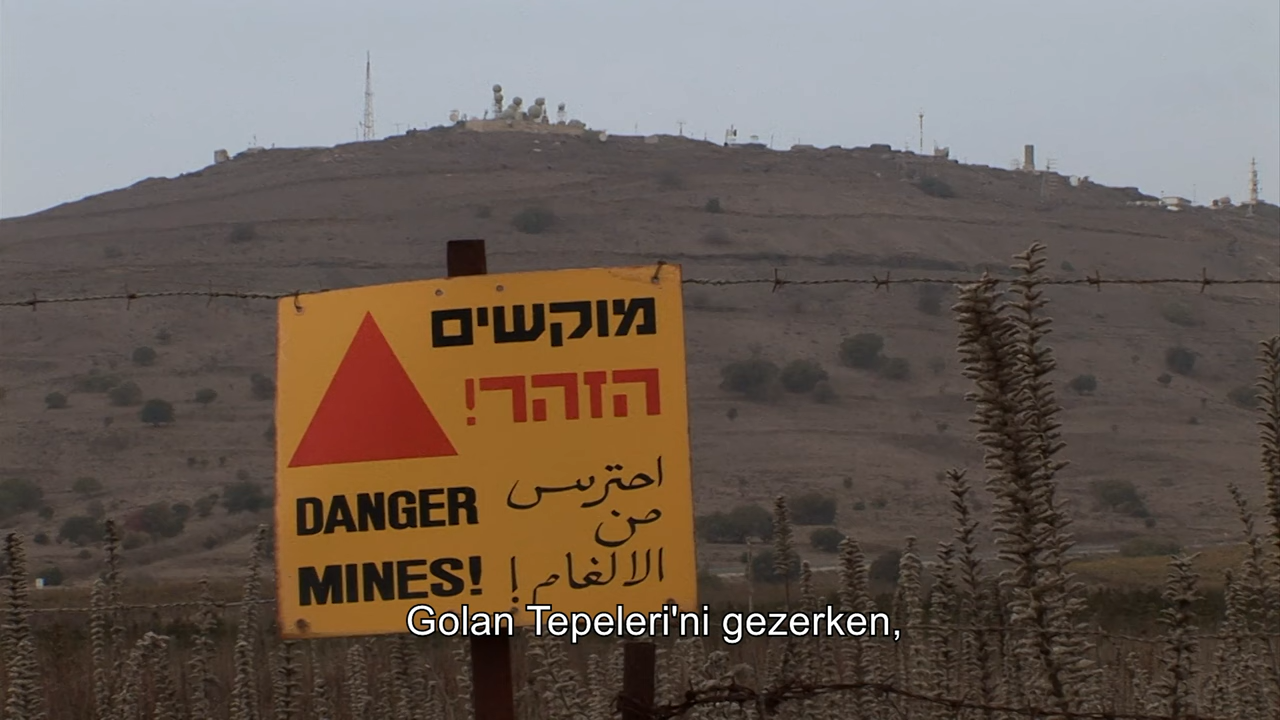 מוקשים
הזהר!
DANGER
MINES!
احترس
من
الالغام!
Golan Tepeleri'ni gezerken,